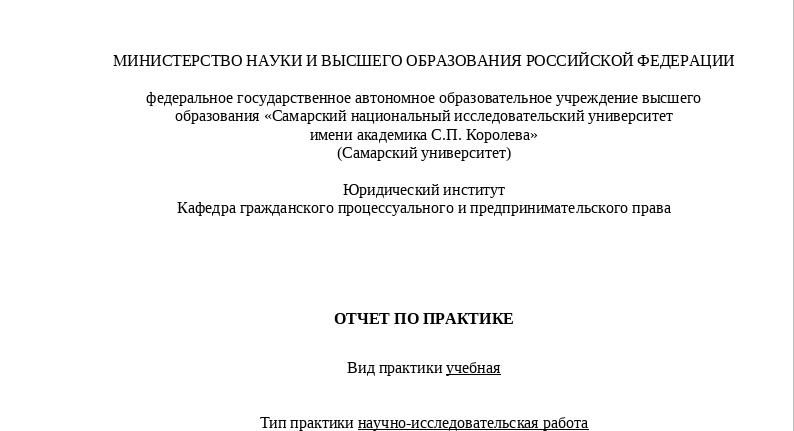 МИНИСТЕРСТВО НАУКИ И ВЫСШЕГО ОБРАЗОВАНИЯ РОССИЙСКОЙ ФЕДЕРАЦИИ
федеральное государственное автономное образовательное учреждение высшего
образования «Самарский национальный исследовательский университет
имени академика С.П. Королева»
(Самарский университет)
Юридический институт
Кафедра гражданского процессуального и предпринимательского права
ОТЧЕТ ПО ПРАКТИКЕ
Вид практики учебная
Тип практики научно-исследовательская работа